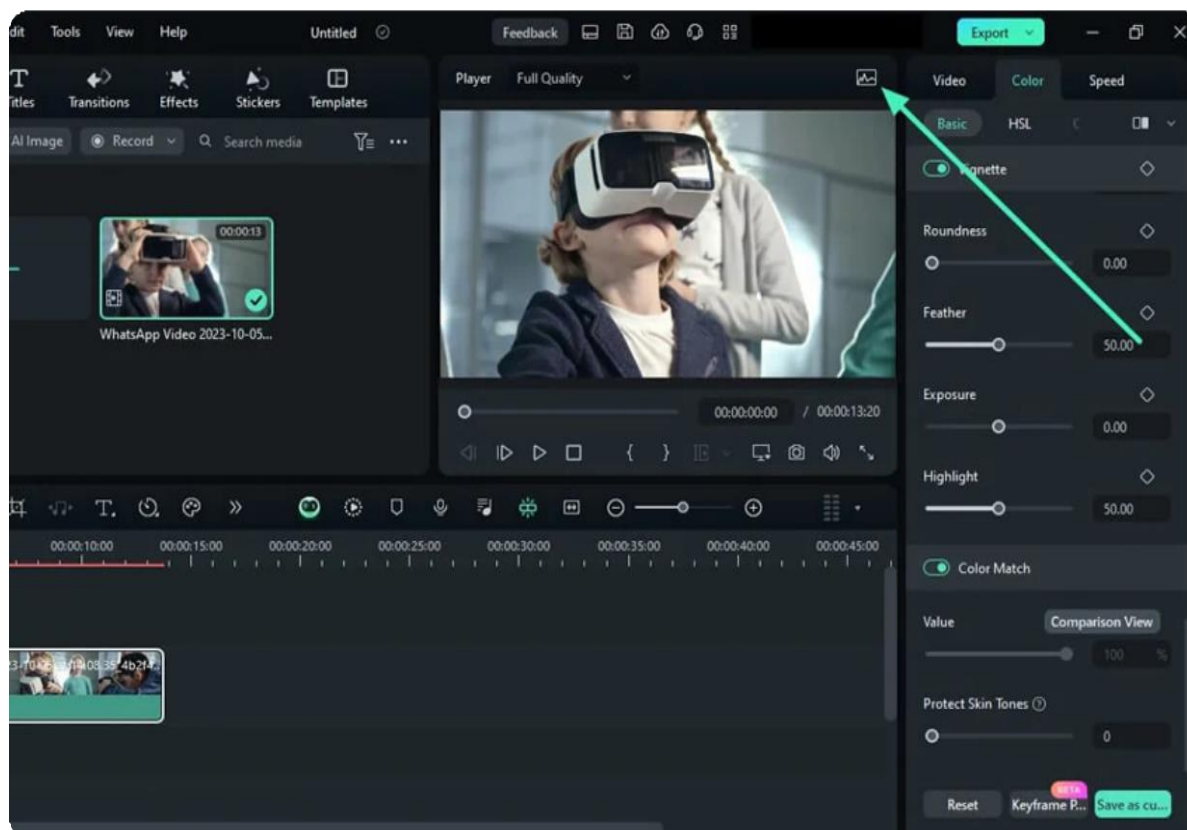 dit Tools View Help Untitled Feedback Export
Titles Transitions Effects Stickers Templates
AI Image Record Search media
00:00:13
WhatsApp Video 2023-10-05...
Player Full Quality
00:00:00:00 / 00:00:13:20
Video Color Speed
Basic HSL
Vignette
Roundness
0.00
Feather
50.00
Exposure
0.00
Highlight
50.00
Color Match
Value Comparison View
100 %
Protect Skin Tones
0
BETA
Reset Keyframe P... Save as cu...
00:00:10:00 00:00:15:00 00:00:20:00 00:00:25:00 00:00:30:00 00:00:35:00 00:00:40:00 00:00:45:00